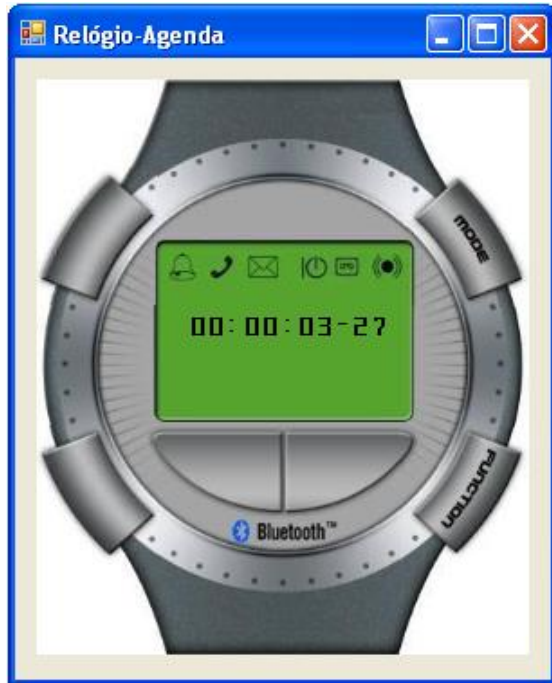 Relógio-Agenda
MODE
00:00:03-27
FUNCTION
Bluetooth™